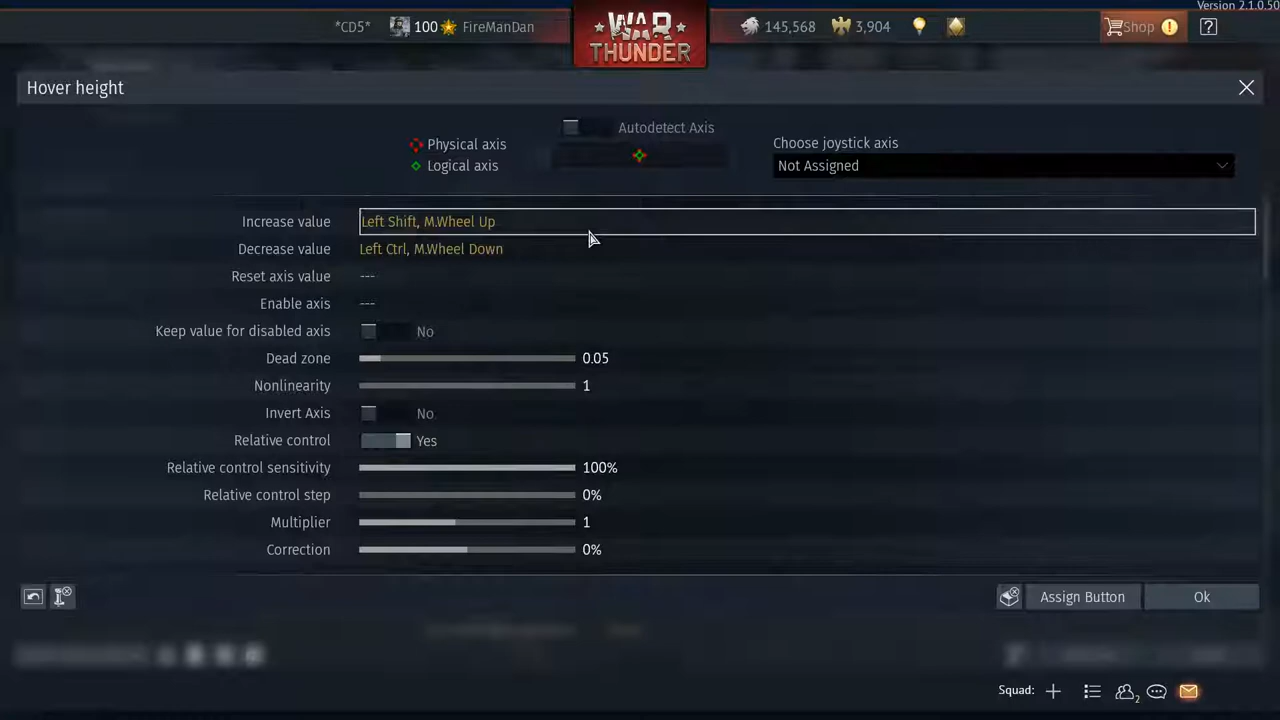 Version 2.1.0.50
*CD5* 100 FireManDan
WAR
THUNDER
145,568 3,904
Shop
Hover height
Autodetect Axis
Physical axis
Logical axis
Choose joystick axis
Not Assigned
Increase value Left Shift, M.Wheel Up
Decrease value Left Ctrl, M.Wheel Down
Reset axis value ---
Enable axis ---
Keep value for disabled axis No
Dead zone 0.05
Nonlinearity 1
Invert Axis No
Relative control Yes
Relative control sensitivity 100%
Relative control step 0%
Multiplier 1
Correction 0%
Assign Button Ok
Squad: + 2